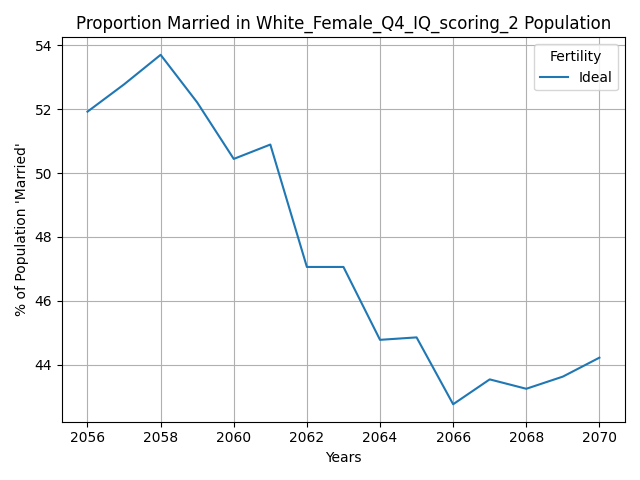 Proportion Married in White_Female_Q4_IQ_scoring_2 Population
54
52
50
48
46
44
% of Population 'Married'
Fertility
Ideal
2056 2058 2060 2062 2064 2066 2068 2070
Years